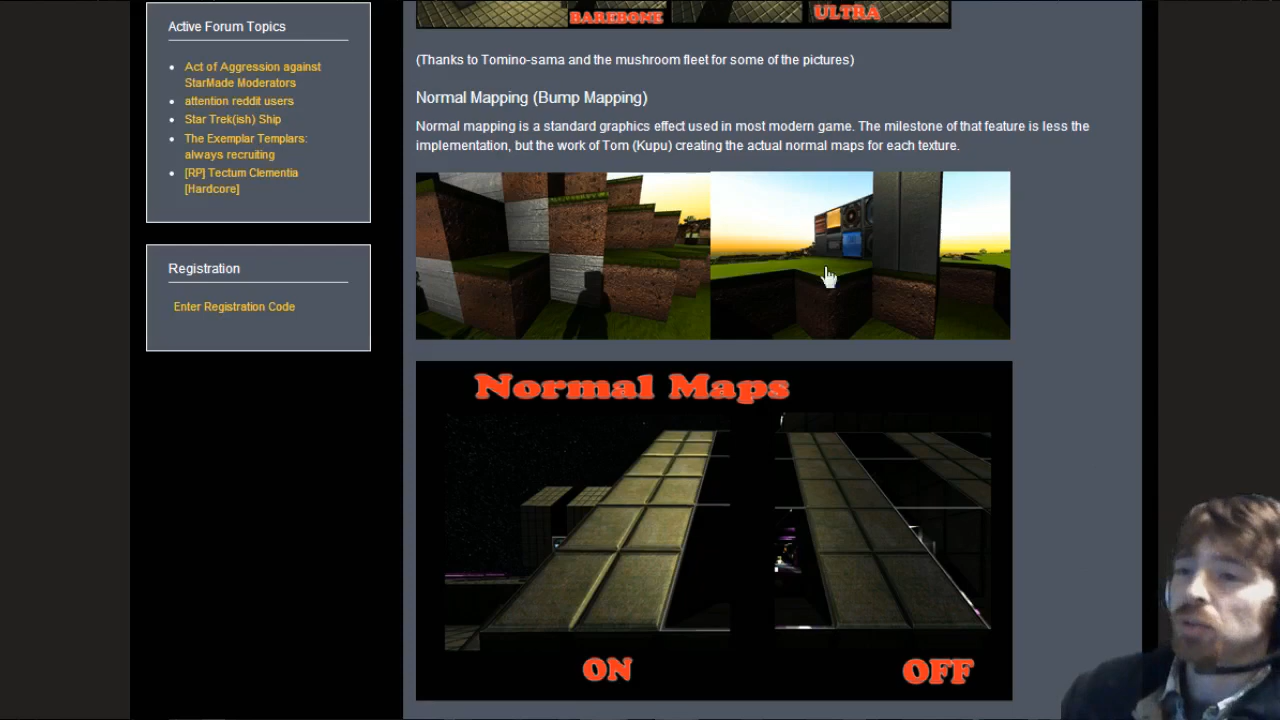 Active Forum Topics
Act of Aggression against
StarMade Moderators
attention reddit users
Star Trek(ish) Ship
The Exemplar Templars:
always recruiting
[RP] Tectum Clementia
[Hardcore]
Registration
Enter Registration Code
BAREBONE
ULTRA
(Thanks to Tomino-sama and the mushroom fleet for some of the pictures)
Normal Mapping (Bump Mapping)
Normal mapping is a standard graphics effect used in most modern game. The milestone of that feature is less the
implementation, but the work of Tom (Kupu) creating the actual normal maps for each texture.
Normal Maps
ON
OFF